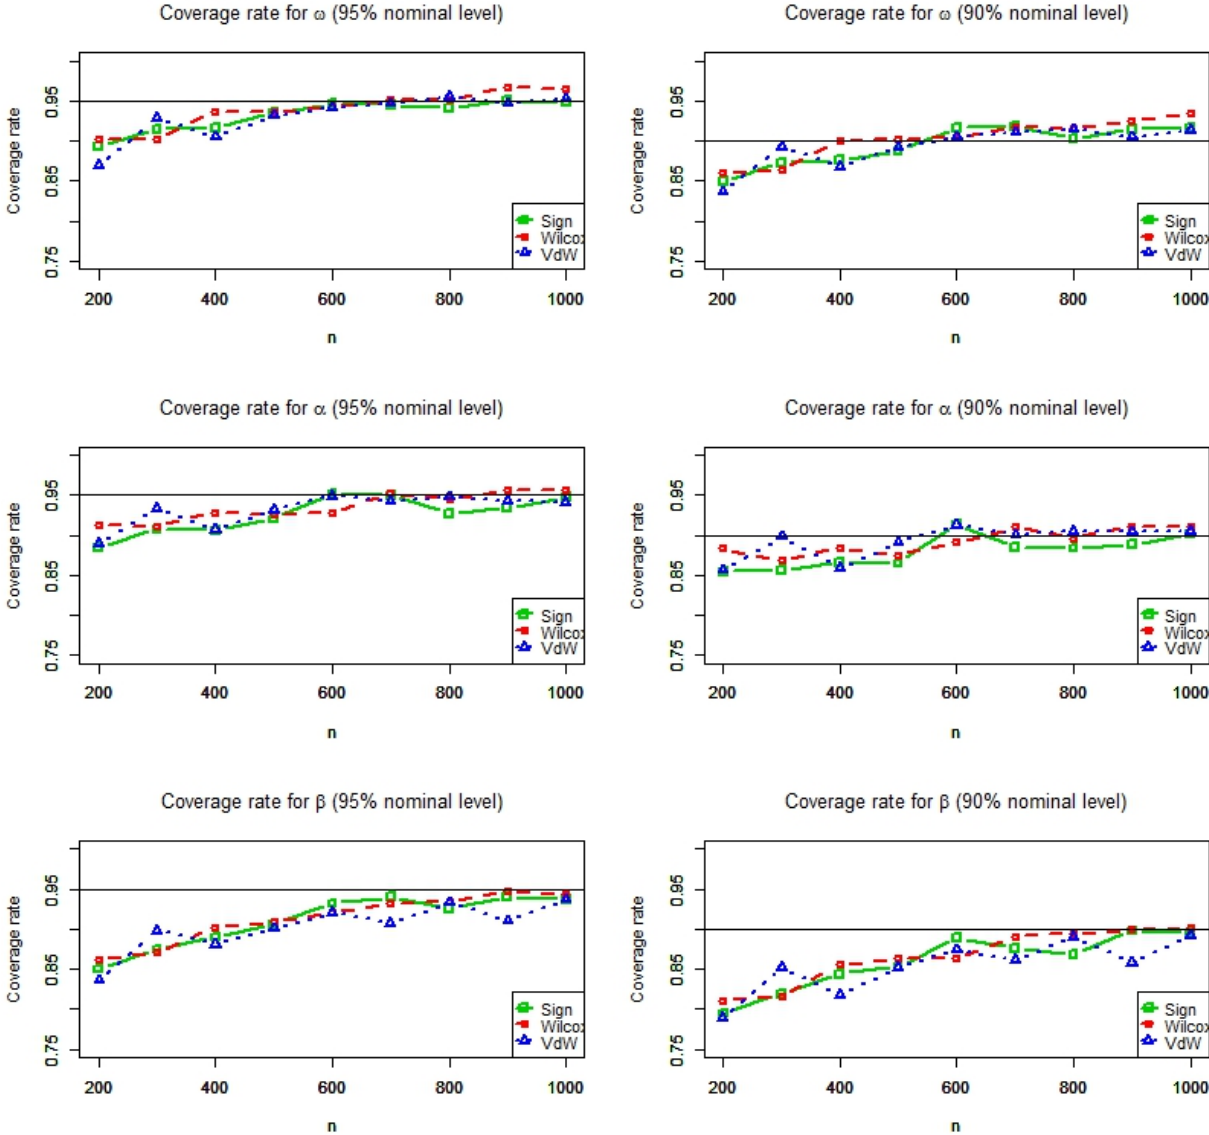 Coverage rate for ω (95% nominal level)
Coverage rate
0.95
0.85
0.75
Sign
Wilcox
VdW
200 400 600 800 1000
n
Coverage rate for ω (90% nominal level)
Coverage rate
0.95
0.85
0.75
Sign
Wilcox
VdW
200 400 600 800 1000
n
Coverage rate for α (95% nominal level)
Coverage rate
0.95
0.85
0.75
Sign
Wilcox
VdW
200 400 600 800 1000
n
Coverage rate for α (90% nominal level)
Coverage rate
0.95
0.85
0.75
Sign
Wilcox
VdW
200 400 600 800 1000
n
Coverage rate for β (95% nominal level)
Coverage rate
0.95
0.85
0.75
Sign
Wilcox
VdW
200 400 600 800 1000
n
Coverage rate for β (90% nominal level)
Coverage rate
0.95
0.85
0.75
Sign
Wilcox
VdW
200 400 600 800 1000
n